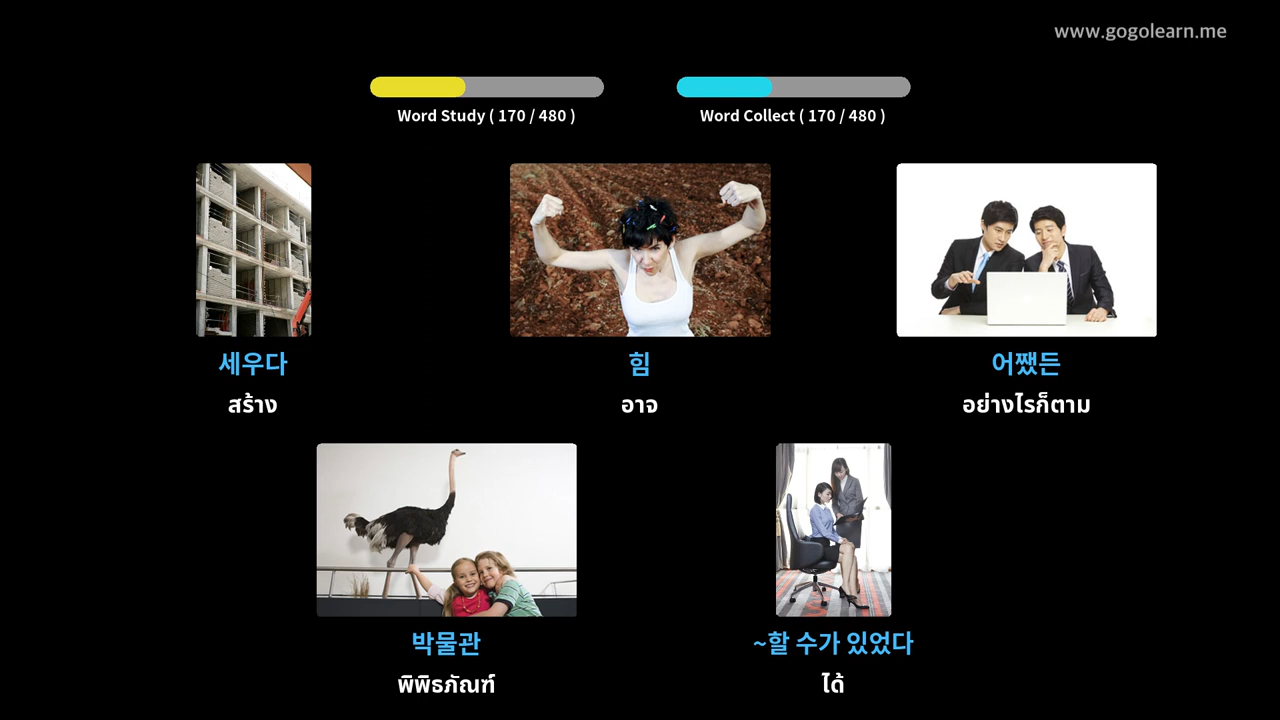 www.gogolearn.me
Word Study ( 170 / 480 )
Word Collect ( 170 / 480 )
세우다
สร้าง
힘
อาจ
어쨌든
อย่างไรก็ตาม
박물관
พิพิธภัณฑ์
~할 수가 있었다
ได้